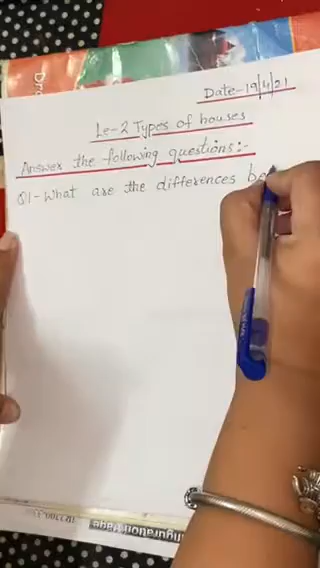 Date-19/4/21
Le-2 Types of houses
Answer the following questions:-
Q1-What are the differences be